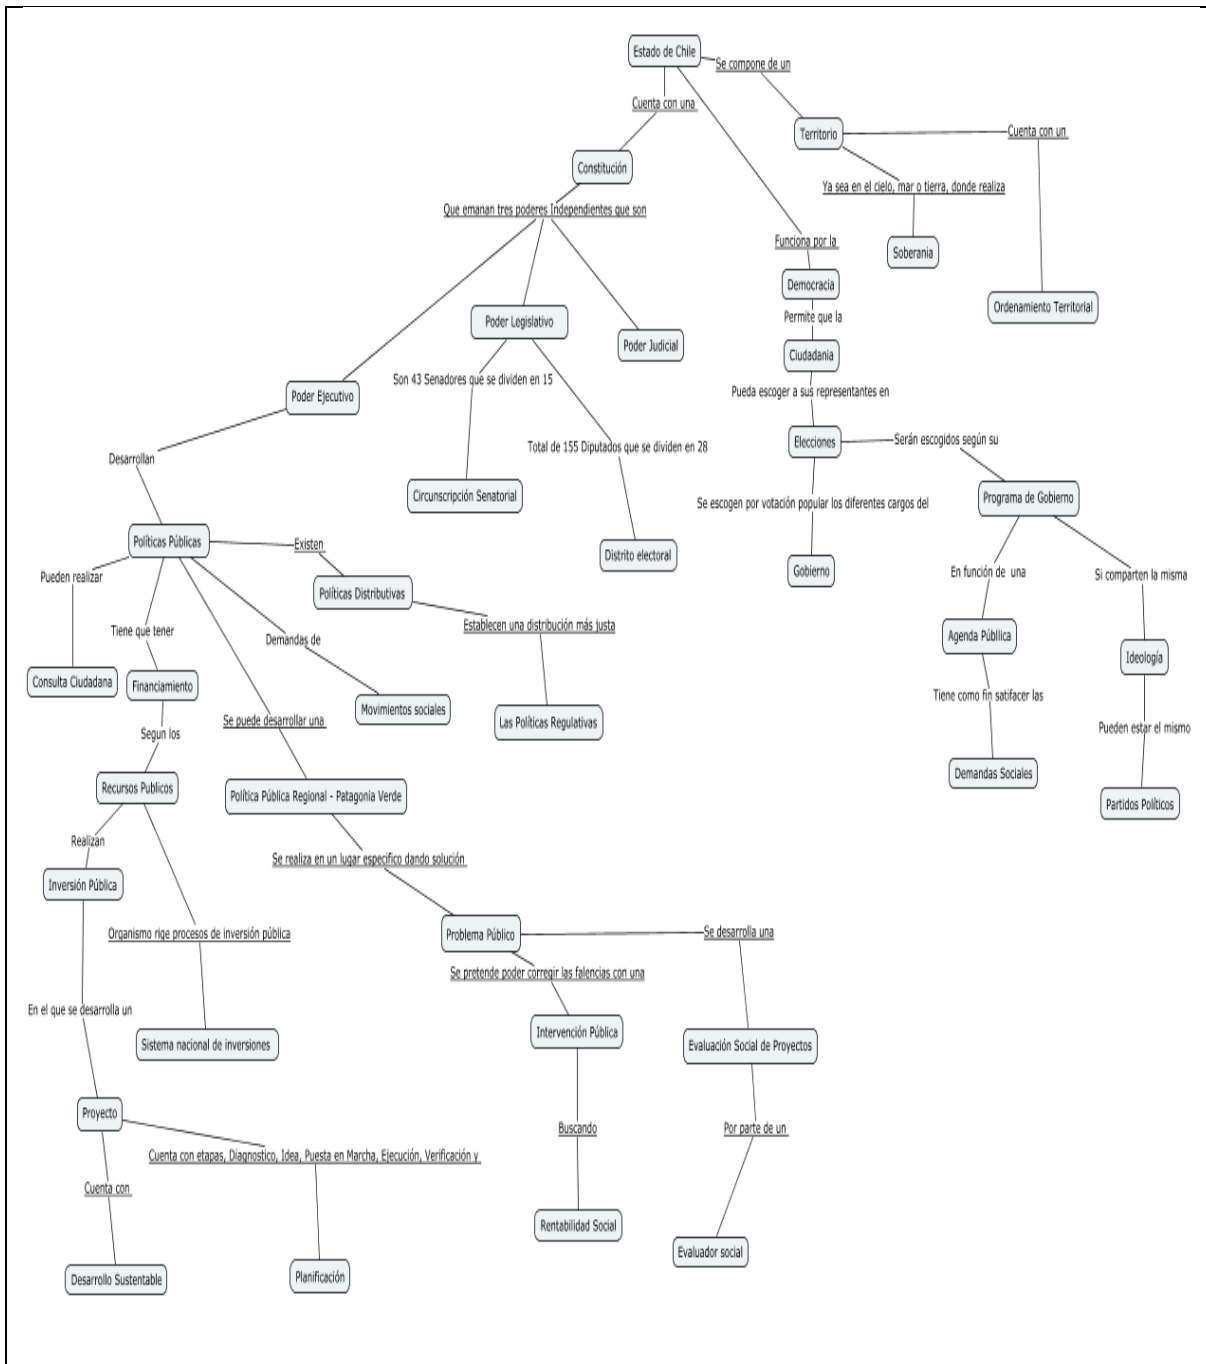 Estado de Chile
Se compone de un
Cuenta con una
Territorio
Cuenta con un
Constitución
Ya sea en el cielo, mar o tierra, donde realiza
Que emanan tres poderes Independientes que son
Funciona por la
Soberania
Democracia
Ordenamiento Territorial
Permite que la
Poder Legislativo
Poder Judicial
Ciudadania
Son 43 Senadores que se dividen en 15
Poder Ejecutivo
Pueda escoger a sus representantes en
Elecciones
Serán escogidos según su
Total de 155 Diputados que se dividen en 28
Desarrollan
Circunscripción Senatorial
Programa de Gobierno
Se escogen por votación popular los diferentes cargos del
Políticas Públicas
Existen
Distrito electoral
Gobierno
En función de una
Si comparten la misma
Pueden realizar
Políticas Distributivas
Establecen una distribución más justa
Tiene que tener
Demandas de
Agenda Públlica
Ideología
Consulta Ciudadana
Financiamiento
Movimientos sociales
Tiene como fin satifacer las
Se puede desarrollar una
Las Políticas Regulativas
Pueden estar el mismo
Segun los
Demandas Sociales
Recursos Publicos
Política Pública Regional - Patagonia Verde
Partidos Políticos
Realizan
Se realiza en un lugar especifico dando solución
Inversión Pública
Organismo rige procesos de inversión pública
Problema Público
Se desarrolla una
Se pretende poder corregir las falencias con una
En el que se desarrolla un
Intervención Pública
Sistema nacional de inversiones
Evaluación Social de Proyectos
Proyecto
Buscando
Por parte de un
Cuenta con etapas, Diagnostico, Idea, Puesta en Marcha, Ejecución, Verificación y
Cuenta con
Rentabilidad Social
Evaluador social
Desarrollo Sustentable
Planificación